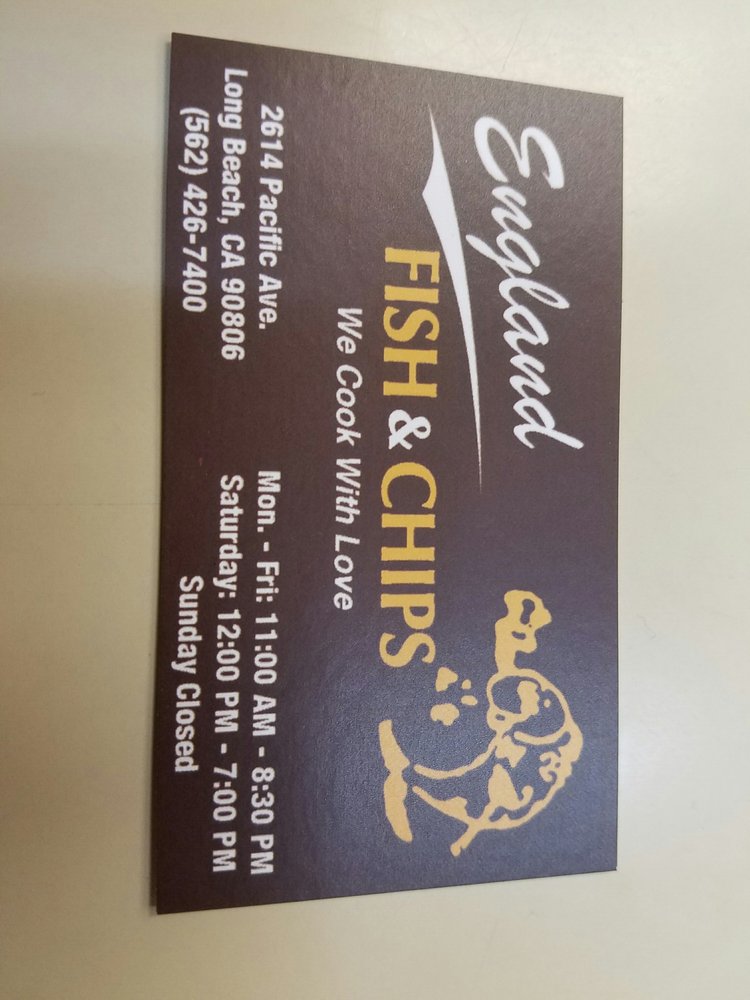 England
FISH & CHIPS
We Cook With Love
2614 Pacific Ave.
Long Beach, CA 90806
(562) 426-7400
Mon. - Fri: 11:00 AM - 8:30 PM
Saturday: 12:00 PM - 7:00 PM
Sunday Closed